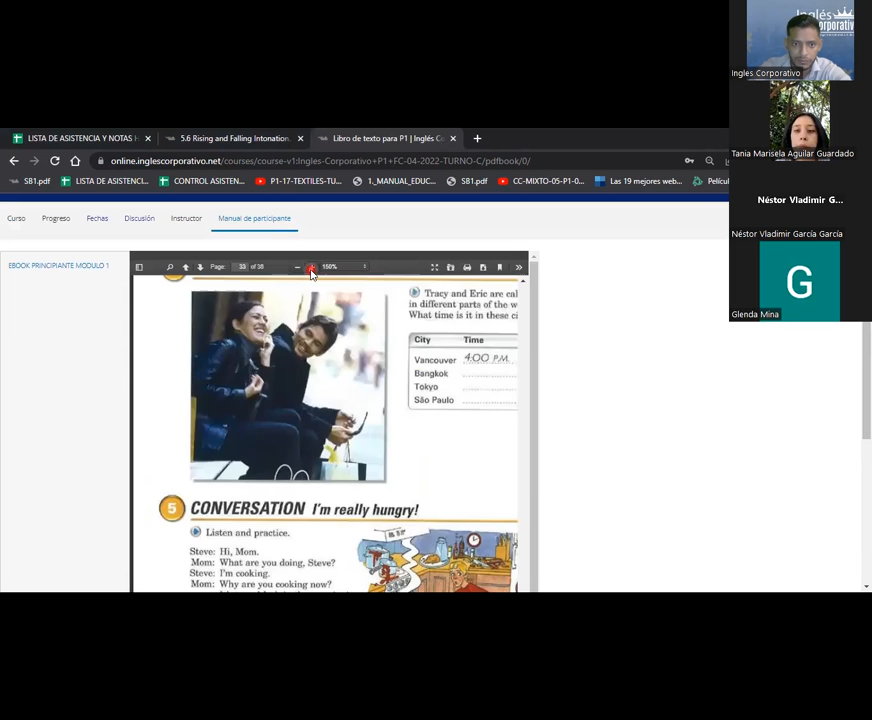 Inglés
Corporativo
Ingles Corporativo
Tania Marisela Aguilar Guardado
Néstor Vladimir G...
Néstor Vladimir García García
G
Glenda Mina
LISTA DE ASISTENCIA Y NOTAS
5.6 Rising and Falling Intonation.
Libro de texto para P1 | Inglés C
online.inglescorporativo.net/courses/course-v1:Ingles-Corporativo+P1+FC-04-2022-TURNO-C/pdfbook/0/
SB1.pdf
LISTA DE ASISTENCI...
CONTROL ASISTEN...
P1-17-TEXTILES-TU...
1._MANUAL_EDUC...
SB1.pdf
CC-MIXTO-05-P1-0...
Las 19 mejores web...
Pelícu
Curso
Progreso
Fechas
Discusión
Instructor
Manual de participante
EBOOK PRINCIPIANTE MODULO 1
Page:
33
of 38
150%
Tracy and Eric are cal
in different parts of the w
What time is it in these ci
City Time
Vancouver 4:00 P.M.
Bangkok
Tokyo
São Paulo
5 CONVERSATION I'm really hungry!
Listen and practice.
Steve: Hi, Mom.
Mom: What are you doing, Steve?
Steve: I'm cooking.
Mom: Why are you cooking now?